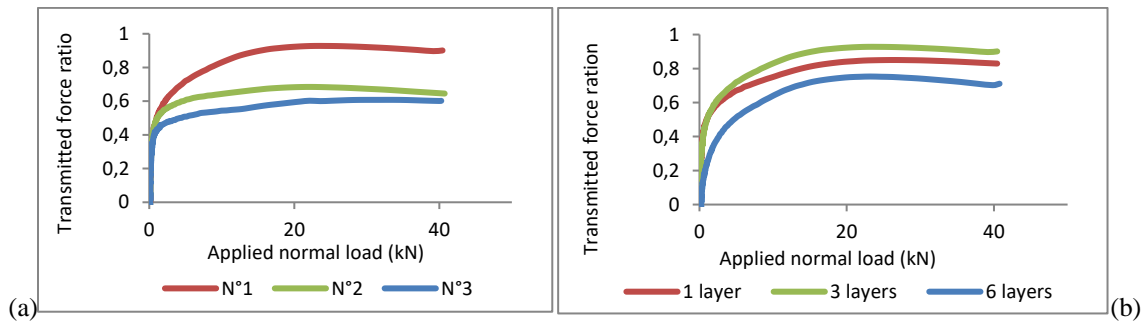 Transmitted force ratio
1
0,8
0,6
0,4
0,2
0
0 20 40
Applied normal load (kN)
N°1 N°2 N°3
(a)
Transmitted force ration
1
0,8
0,6
0,4
0,2
0
0 20 40
Applied normal load (kN)
1 layer 3 layers 6 layers
(b)